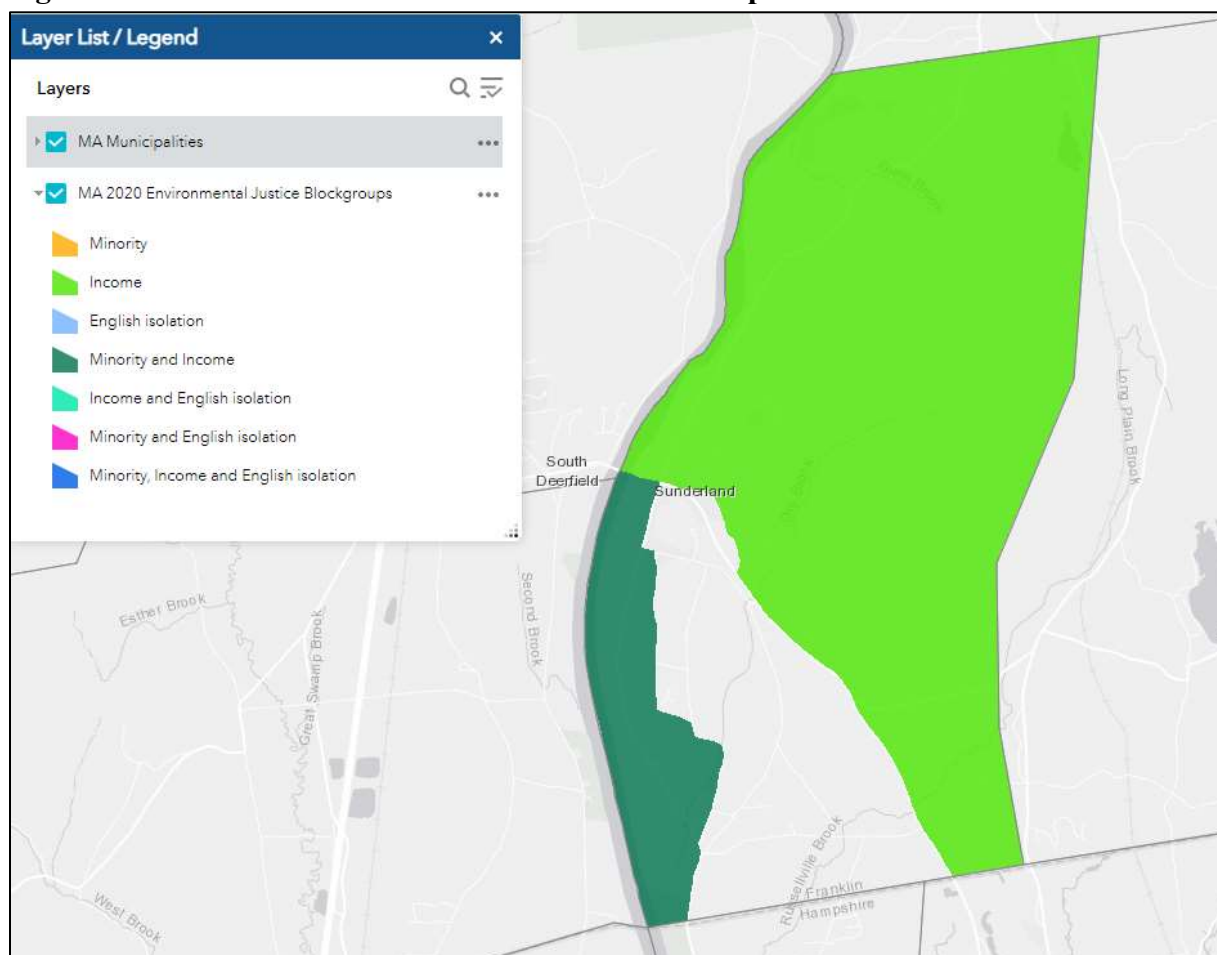 Layer List / Legend
Layers
MA Municipalities
MA 2020 Environmental Justice Blockgroups
Minority
Income
English isolation
Minority and Income
Income and English isolation
Minority and English isolation
Minority, Income and English isolation
South
Deerfield
Sunderland
Long Plain Brook
Second Brook
Esther Brook
Great Swamp Brook
West Brook
Russellville Brook
Franklin
Hampshire